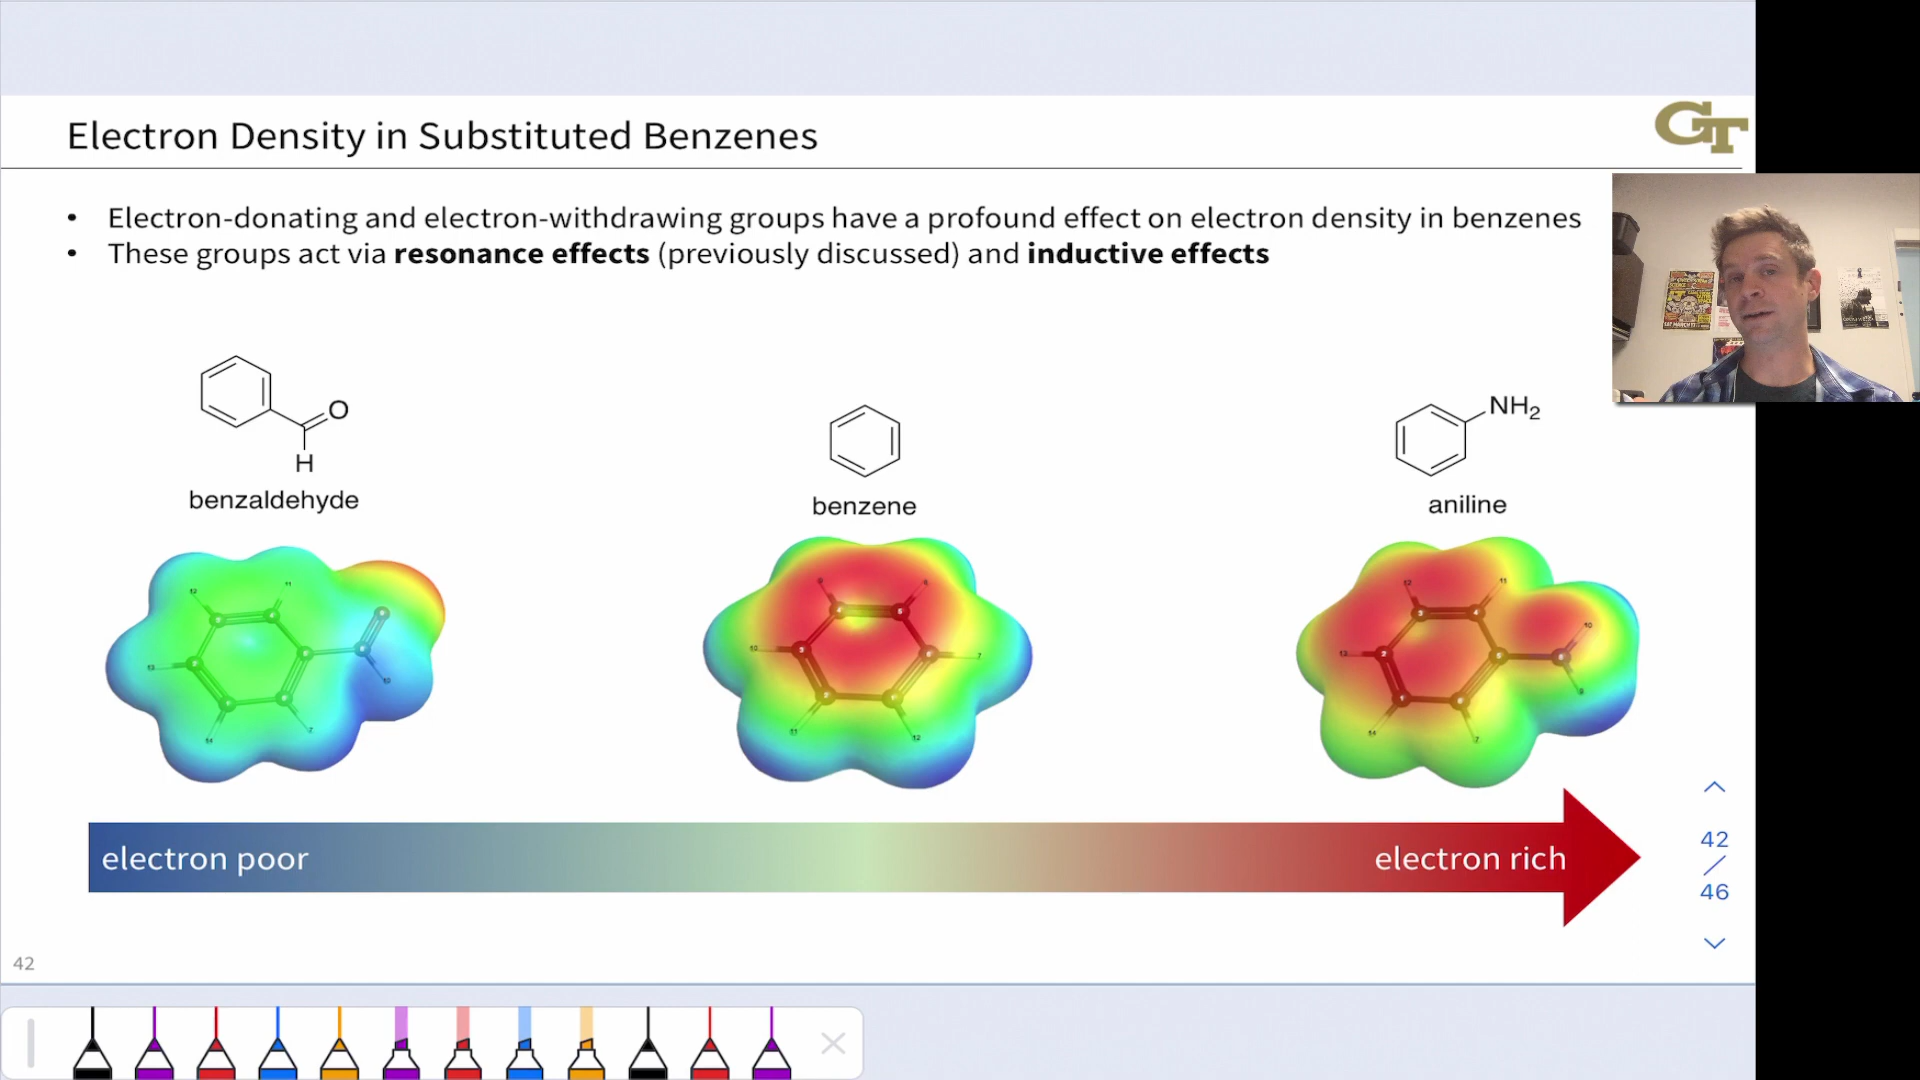 Electron Density in Substituted Benzenes
GT
• Electron-donating and electron-withdrawing groups have a profound effect on electron density in benzenes
• These groups act via resonance effects (previously discussed) and inductive effects
O
H
benzaldehyde
benzene
NH2
aniline
electron poor
electron rich
42
/
46
42